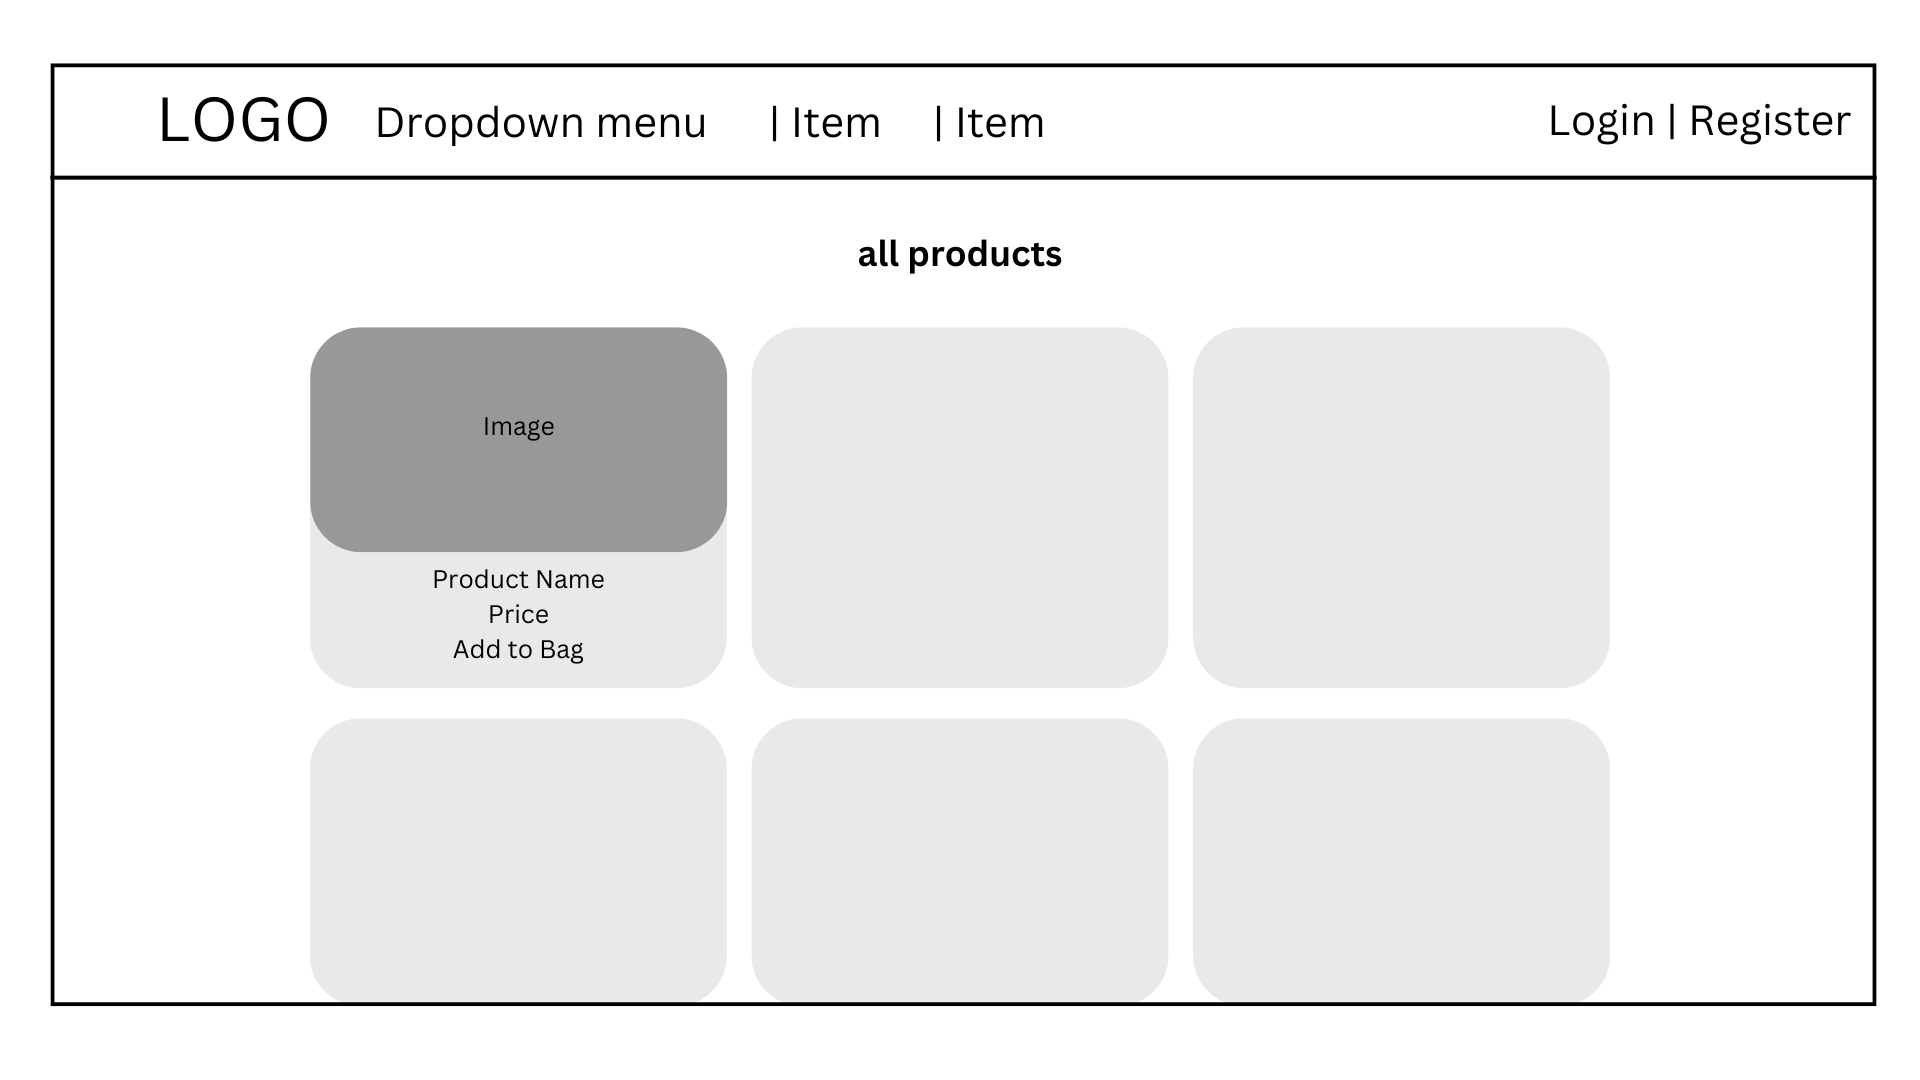 LOGO Dropdown menu | Item | Item Login | Register
all products
Image
Product Name
Price
Add to Bag